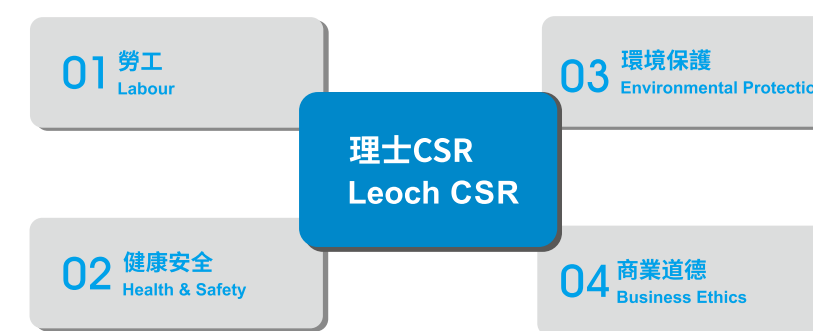 01 勞工
Labour
03 環境保護
Environmental Protectio
理士CSR
Leoch CSR
02 健康安全
Health & Safety
04 商業道德
Business Ethics